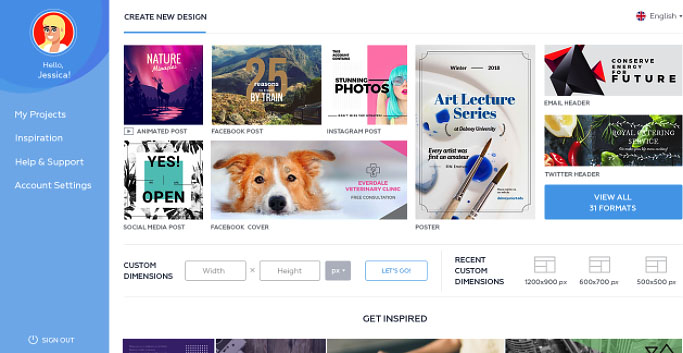 Hello,
Jessica!
My Projects
Inspiration
Help & Support
Account Settings
SIGN OUT
CREATE NEW DESIGN
English
NATURE
Miracles
ANIMATED POST
25
reasons
BY TRAIN
FACEBOOK POST
STUNNING
PHOTOS
INSTAGRAM POST
YES!
OPEN
SOCIAL MEDIA POST
EVERDALE
VETERINARY CLINIC
FREE CONSULTATION
FACEBOOK COVER
Winter — 2018
Art Lecture
Series
at Dabney University
Every artist was
first an amateur
POSTER
CONSERVE
ENERGY
FOR
FUTURE
EMAIL HEADER
ROYAL CATERING
SERVICE
TWITTER HEADER
VIEW ALL
31 FORMATS
CUSTOM
DIMENSIONS
Width × Height px
LET'S GO!
RECENT
CUSTOM
DIMENSIONS
1200x900 px 600x700 px 500x500 px
GET INSPIRED